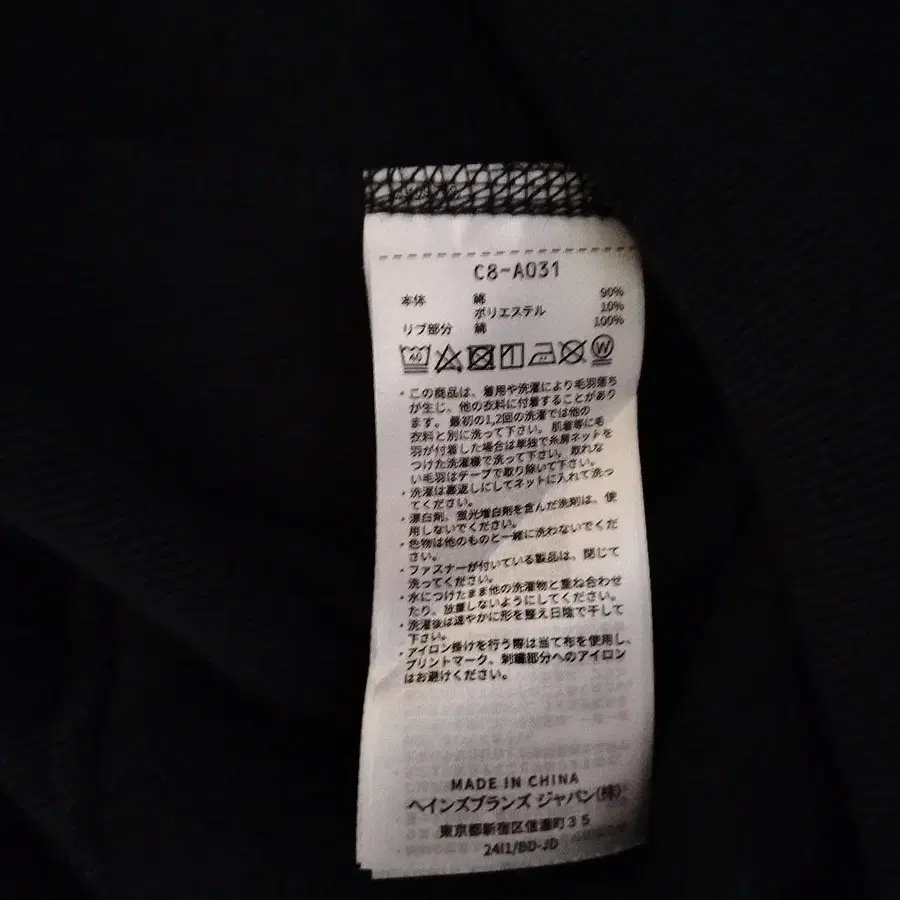 C8-A031
本体 綿 90%
ポリエステル 10%
リブ部分 綿 100%
40 W
・この商品は、着用や洗濯により毛羽落ち
が生じ、他の衣料に付着することがあり
ます。最初の1,2回の洗濯では他の
衣料と別に洗って下さい。肌着等に毛
羽が付着した場合は単独で糸屑ネットを
つけた洗濯機で洗って下さい。取れな
い毛羽はテープで取り除いて下さい。
・洗濯は裏返しにしてネットに入れて洗っ
てください。
・漂白剤、蛍光増白剤を含んだ洗剤は、使
用しないでください。
・色物は他のものと一緒に洗わないでくだ
さい。
・ファスナーが付いている製品は、閉じて
洗ってください。
・水につけたまま他の洗濯物と重ね合わせ
たり、放置しないようにしてください。
・洗濯後は速やかに形を整え日陰で干して
下さい。
・アイロン掛けを行う際は当て布を使用し、
プリントマーク、刺繍部分へのアイロン
はお避けください。
MADE IN CHINA
ヘインズブランズ ジャパン(株)
東京都新宿区信濃町35
24I1/BD-JD